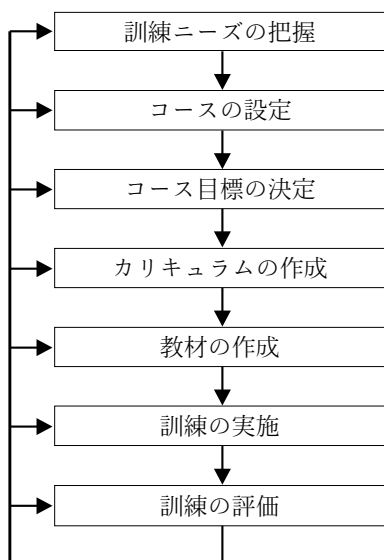 訓練ニーズの把握
コースの設定
コース目標の決定
カリキュラムの作成
教材の作成
訓練の実施
訓練の評価